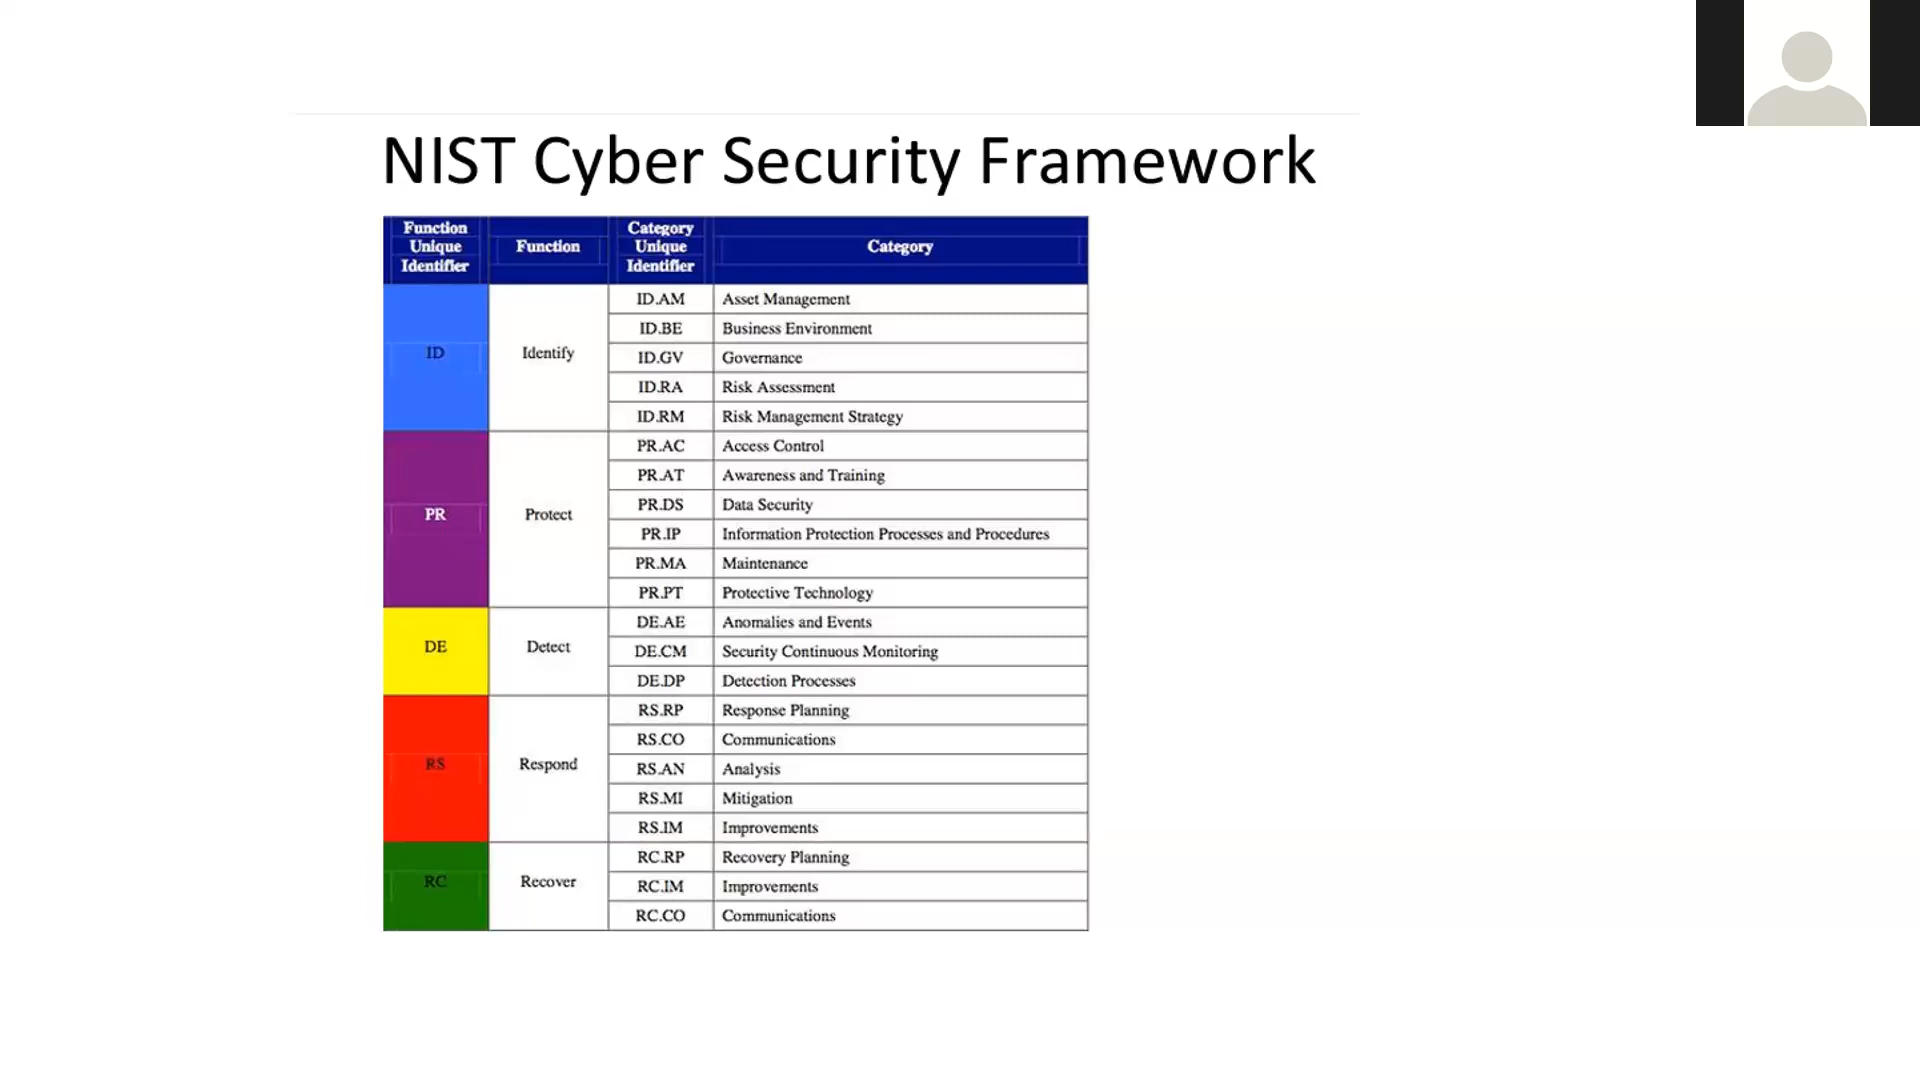 NIST Cyber Security Framework
Function Unique Identifier Function Category Unique Identifier Category
ID Identify ID.AM Asset Management
ID.BE Business Environment
ID.GV Governance
ID.RA Risk Assessment
ID.RM Risk Management Strategy
PR Protect PR.AC Access Control
PR.AT Awareness and Training
PR.DS Data Security
PR.IP Information Protection Processes and Procedures
PR.MA Maintenance
PR.PT Protective Technology
DE Detect DE.AE Anomalies and Events
DE.CM Security Continuous Monitoring
DE.DP Detection Processes
RS Respond RS.RP Response Planning
RS.CO Communications
RS.AN Analysis
RS.MI Mitigation
RS.IM Improvements
RC Recover RC.RP Recovery Planning
RC.IM Improvements
RC.CO Communications